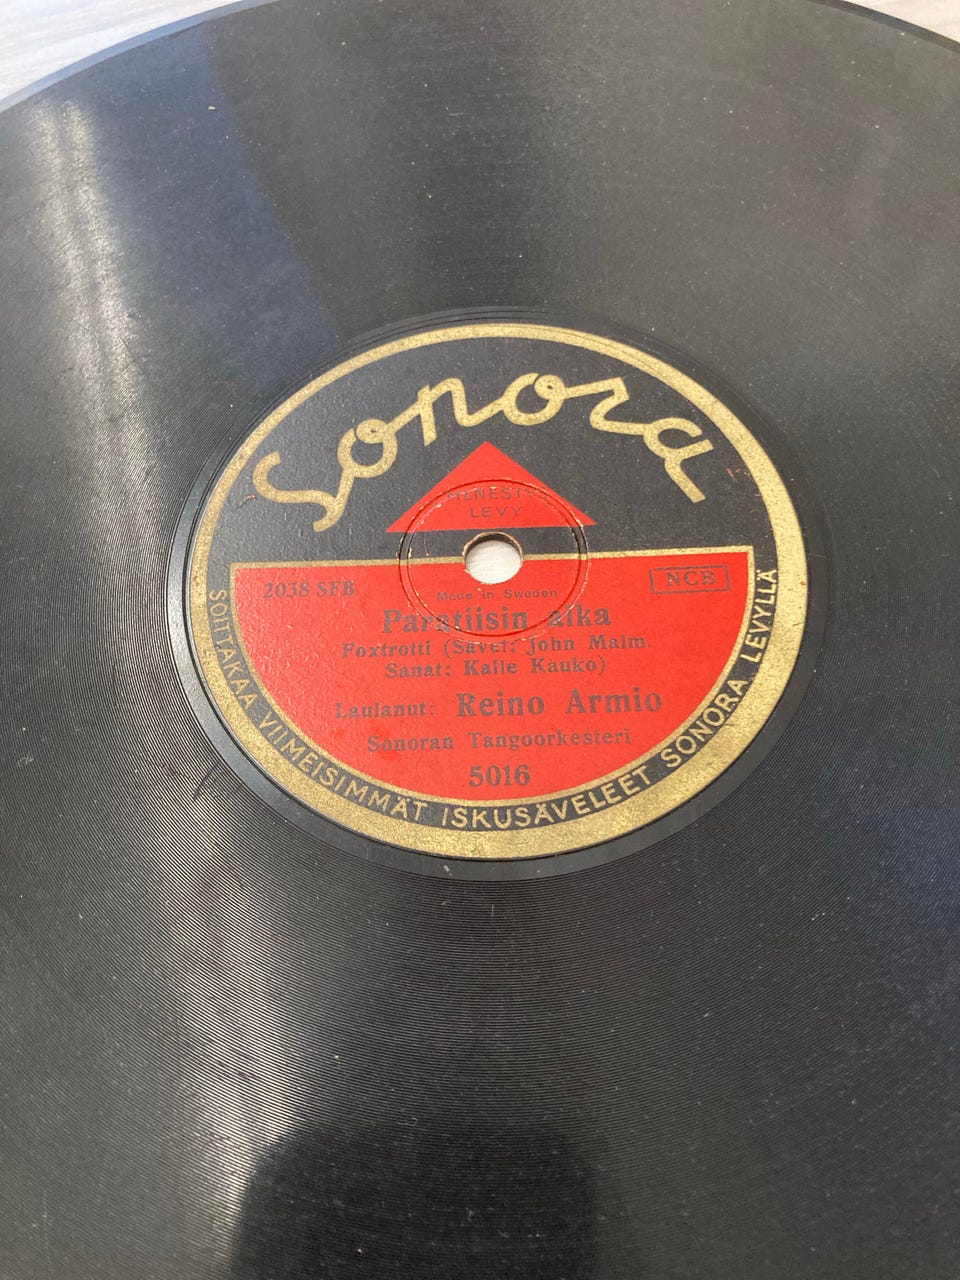 Sonora
MENESTYS
LEVY
2038 SFB
NCB
Made in Sweden
Paratiisin aika
Foxtrotti (Sävel: John Malm.
Sanat: Kalle Kauko)
Laulanut: Reino Armio
Sonoran Tangoorkesteri
5016
SOITTAKAA VIIMEISIMMÄT ISKUSÄVELEET SONORA LEVYLLÄ